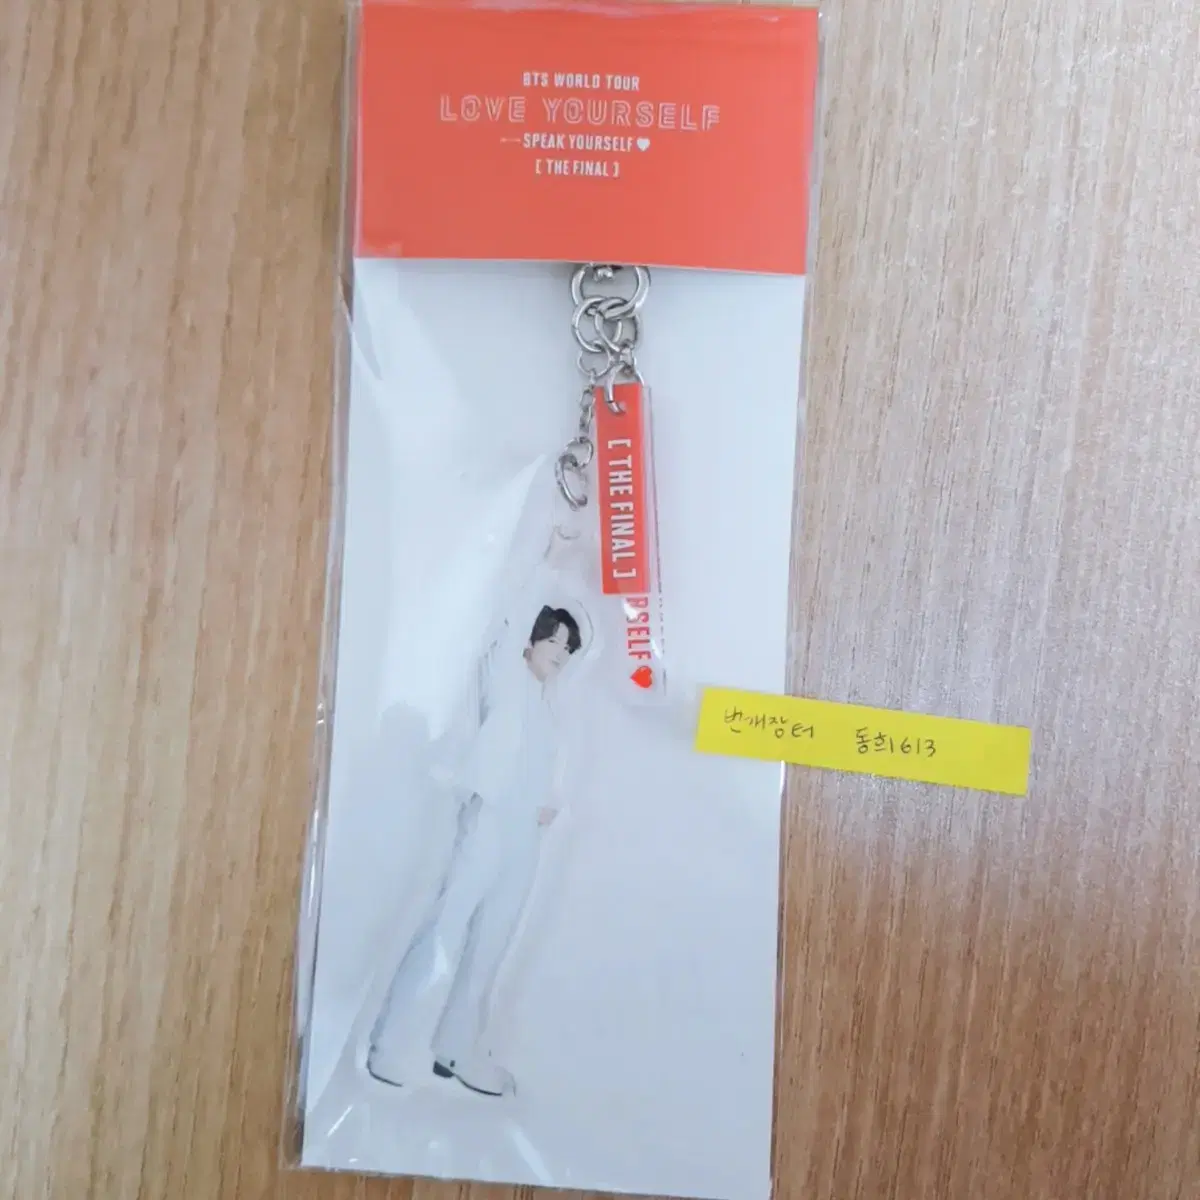 BTS WORLD TOUR
LOVE YOURSELF
SPEAK YOURSELF♥
[ THE FINAL ]
[ THE FINAL ]
RSELF♥
번개장터 동희1613